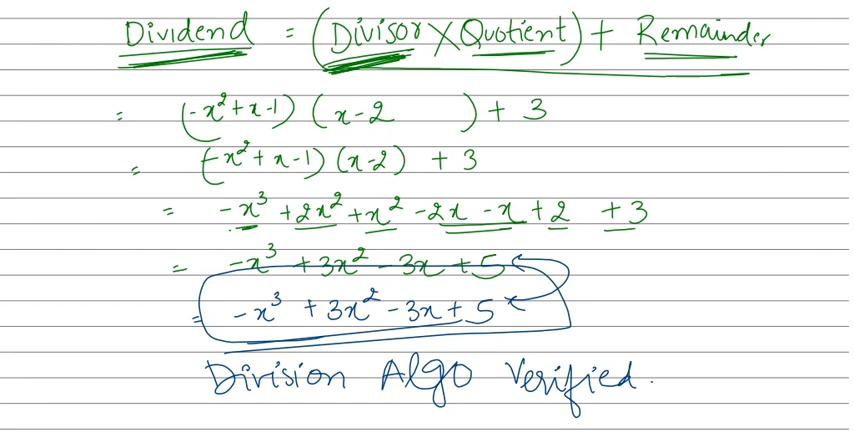 Dividend = (Divisor × Quotient) + Remainder
= (-x² + x - 1) (x - 2 ) + 3
= (-x² + x - 1) (x - 2) + 3
= -x³ + 2x² + x² - 2x - x + 2 + 3
= -x³ + 3x² - 3x + 5
= -x³ + 3x² - 3x + 5
Division Algo Verified.